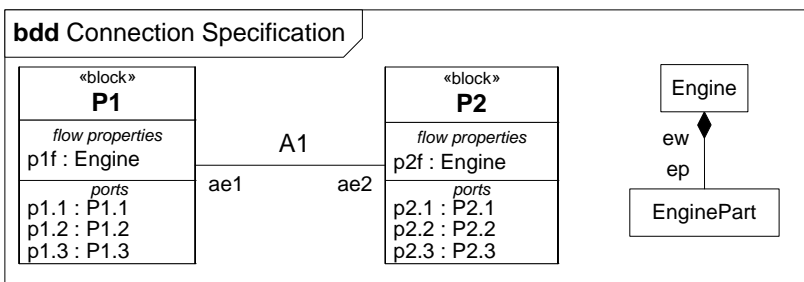 bdd Connection Specification
«block»
P1
flow properties
p1f : Engine
ports
p1.1 : P1.1
p1.2 : P1.2
p1.3 : P1.3
A1
ae1
ae2
«block»
P2
flow properties
p2f : Engine
ports
p2.1 : P2.1
p2.2 : P2.2
p2.3 : P2.3
Engine
ew
ep
EnginePart